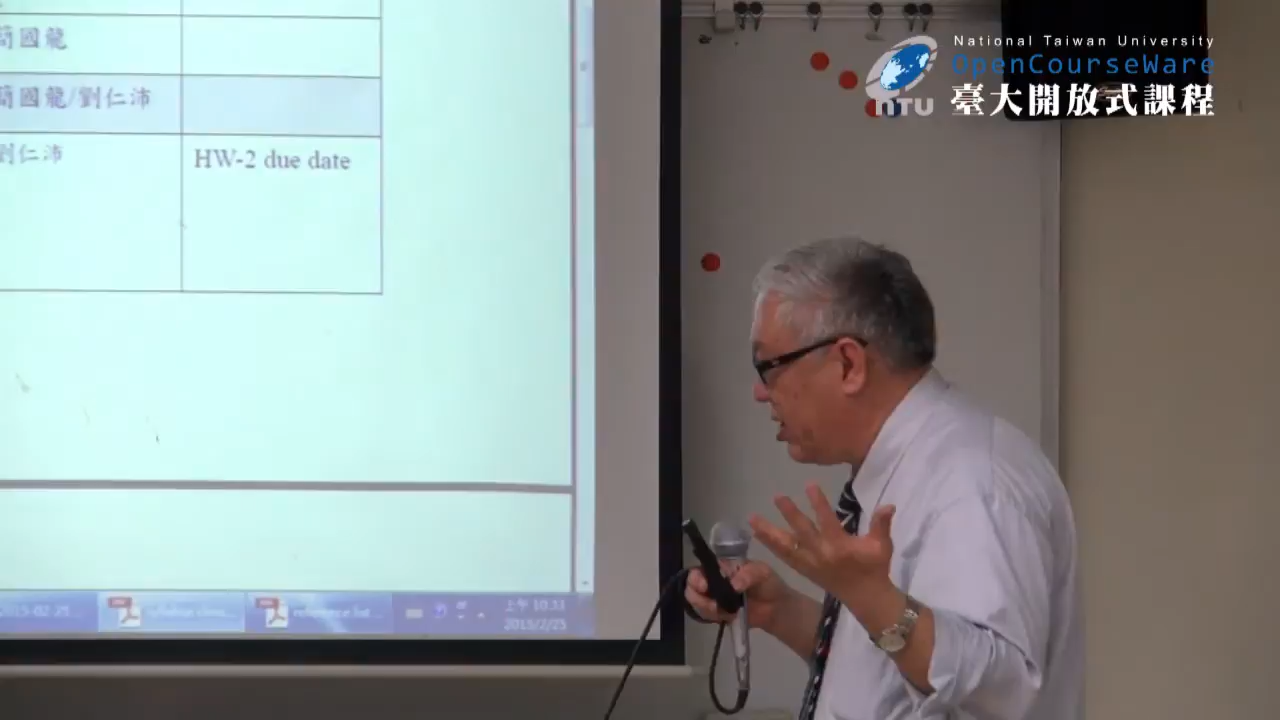 National Taiwan University
OpenCourseWare
NTU
臺大開放式課程
簡國龍
簡國龍/劉仁沛
劉仁沛
HW-2 due date
上午 10:33
2015/2/25